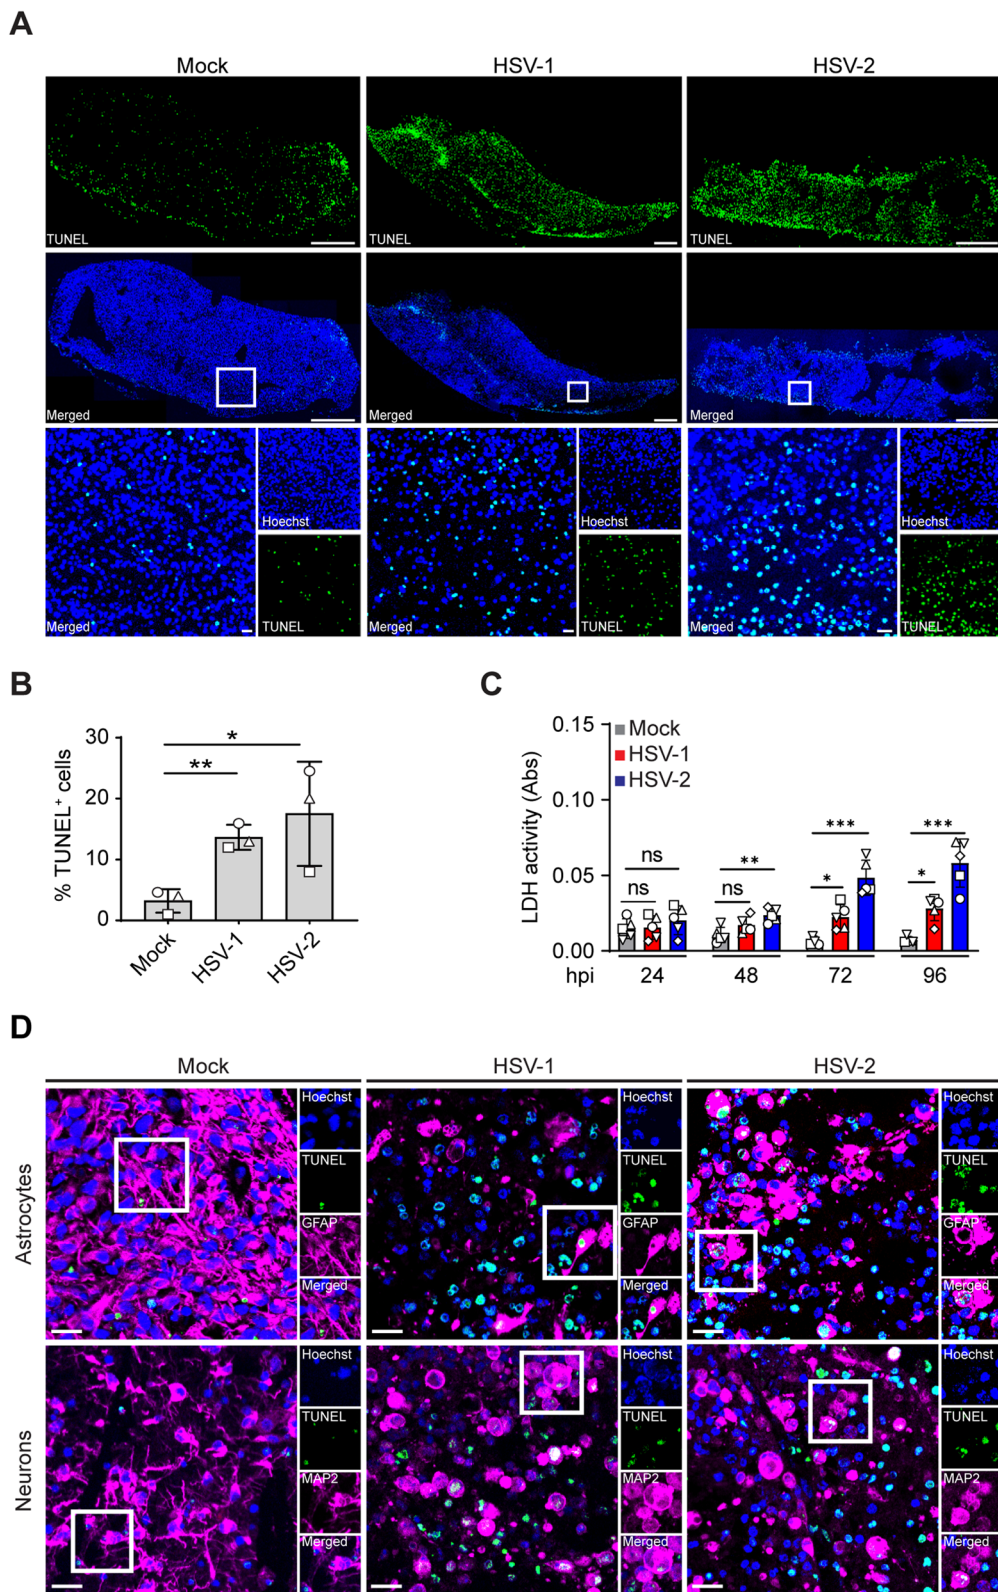 A
Mock HSV-1 HSV-2
TUNEL TUNEL TUNEL
Merged Merged Merged
Hoechst Hoechst Hoechst
Merged TUNEL Merged TUNEL Merged TUNEL
B
30
20
10
0
% TUNEL⁺ cells
*
**
Mock HSV-1 HSV-2
C
0.15
0.10
0.05
0.00
LDH activity (Abs)
Mock
HSV-1
HSV-2
ns ns
ns **
* ***
* ***
hpi 24 48 72 96
D
Mock HSV-1 HSV-2
Astrocytes
Hoechst Hoechst Hoechst
TUNEL TUNEL TUNEL
GFAP GFAP GFAP
Merged Merged Merged
Neurons
Hoechst Hoechst Hoechst
TUNEL TUNEL TUNEL
MAP2 MAP2 MAP2
Merged Merged Merged